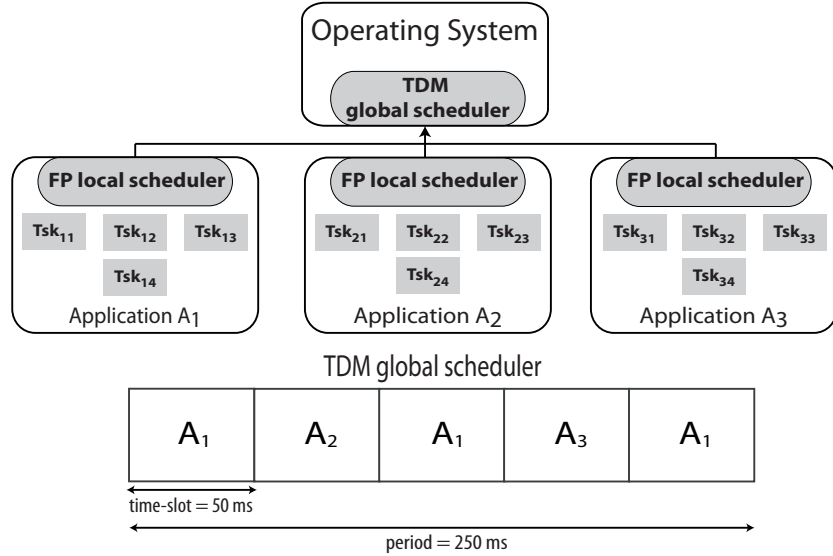 Operating System
TDM
global scheduler
FP local scheduler
FP local scheduler
FP local scheduler
Tsk11
Tsk12
Tsk13
Tsk14
Application A1
Tsk21
Tsk22
Tsk23
Tsk24
Application A2
Tsk31
Tsk32
Tsk33
Tsk34
Application A3
TDM global scheduler
A1
A2
A1
A3
A1
time-slot = 50 ms
period = 250 ms